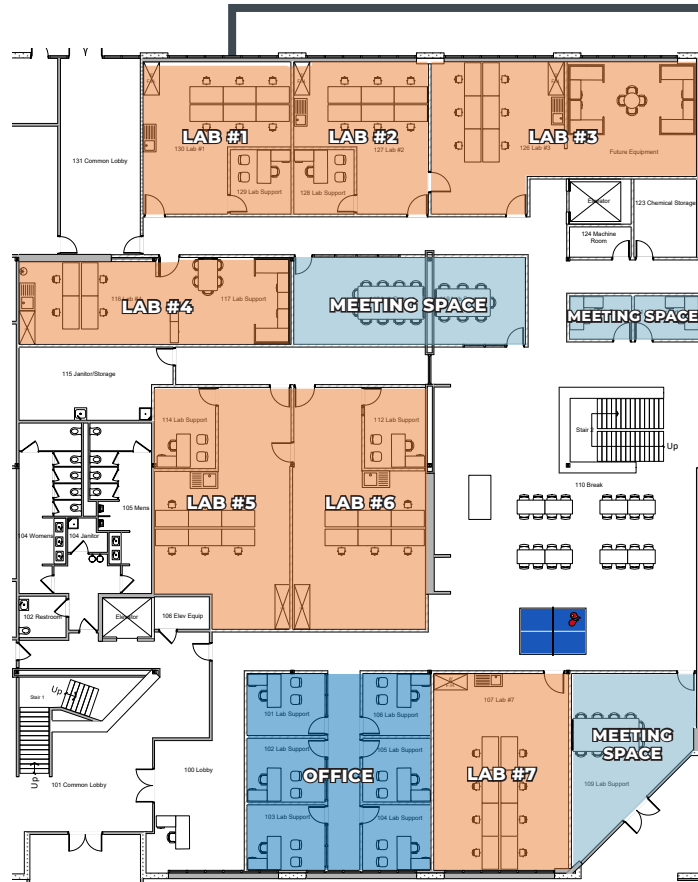 LAB #1
130 Lab #1
129 Lab Support
LAB #2
127 Lab #2
128 Lab Support
LAB #3
126 Lab #3
Future Equipment
131 Common Lobby
Elevator
123 Chemical Storage
124 Machine
Room
LAB #4
117 Lab Support
MEETING SPACE
MEETING SPACE
115 Janitor/Storage
114 Lab Support
112 Lab Support
Stair 2
Up
110 Break
LAB #5
LAB #6
105 Mens
104 Womens
104 Janitor
102 Restroom
Elevator
106 Elev Equip
Stair 1
Up
Up
101 Common Lobby
100 Lobby
101 Lab Support
106 Lab Support
102 Lab Support
105 Lab Support
OFFICE
103 Lab Support
104 Lab Support
107 Lab #7
LAB #7
MEETING
SPACE
109 Lab Support